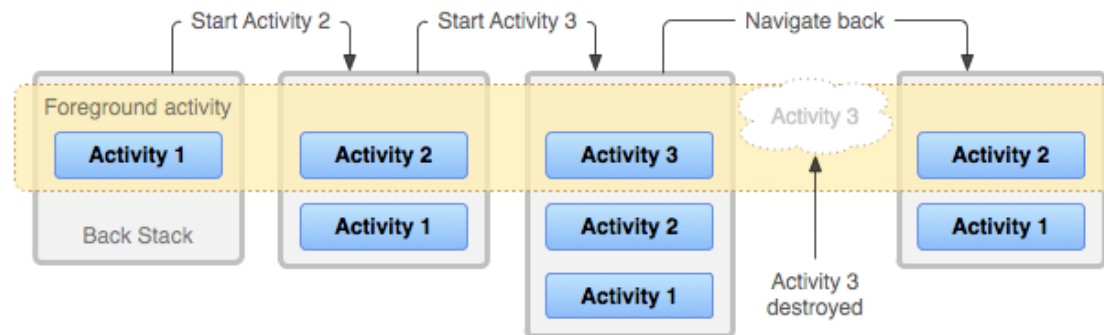 Start Activity 2
Start Activity 3
Navigate back
Foreground activity
Activity 1
Back Stack
Activity 2
Activity 1
Activity 3
Activity 2
Activity 1
Activity 3
Activity 3
destroyed
Activity 2
Activity 1